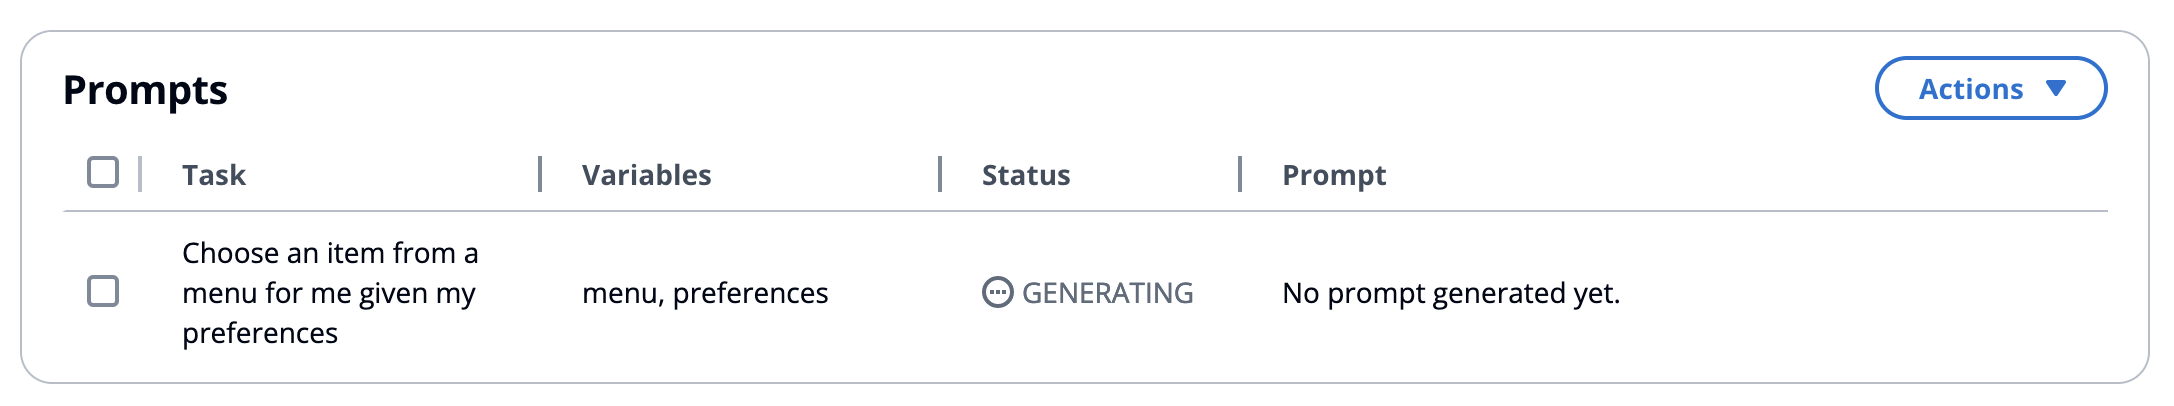 Prompts
Actions
Task
Variables
Status
Prompt
Choose an item from a
menu for me given my
preferences
menu, preferences
GENERATING
No prompt generated yet.